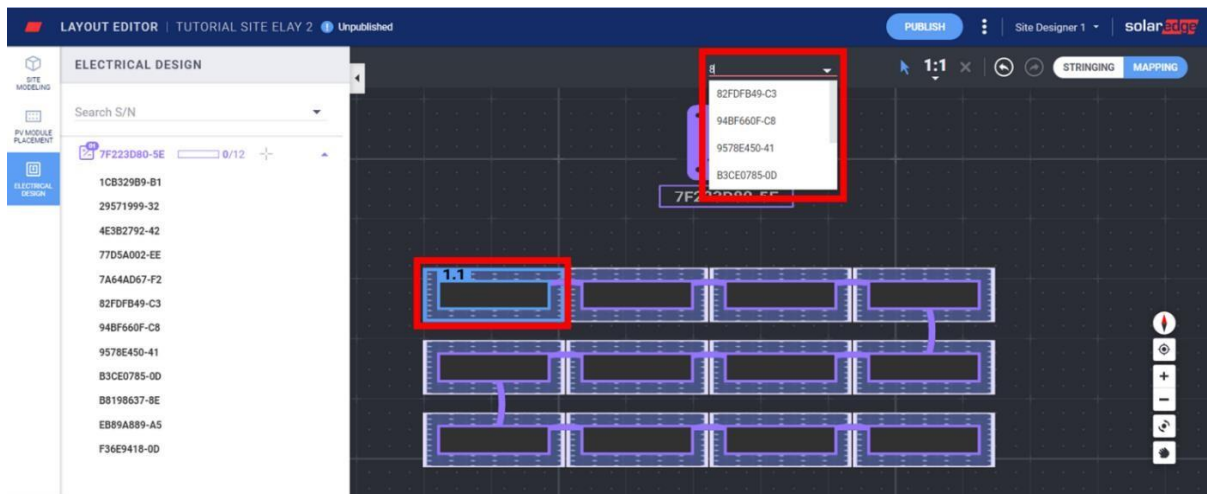 LAYOUT EDITOR | TUTORIAL SITE ELAY 2 Unpublished
PUBLISH
Site Designer 1
solaredge
SITE
MODELING
PV MODULE
PLACEMENT
ELECTRICAL
DESIGN
ELECTRICAL DESIGN
Search S/N
7F223D80-5E 0/12
1CB329B9-B1
29571999-32
4E3B2792-42
77D5A002-EE
7A64AD67-F2
82FDFB49-C3
94BF660F-C8
9578E450-41
B3CE0785-0D
B8198637-8E
EB89A889-A5
F36E9418-0D
8
82FDFB49-C3
94BF660F-C8
9578E450-41
B3CE0785-0D
1:1
STRINGING
MAPPING
7F223D80-5E
1.1